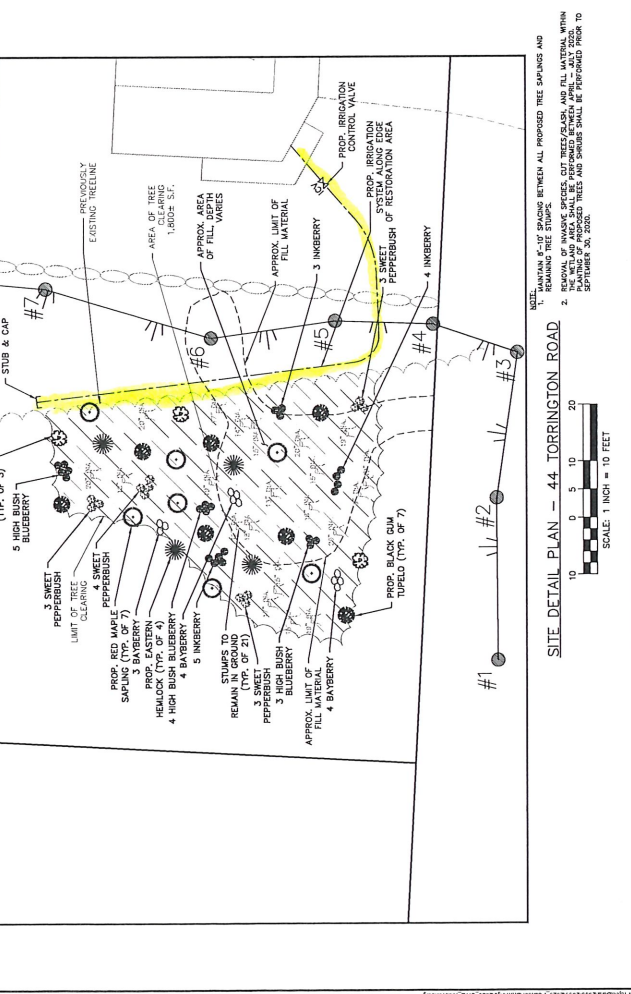 STUB & CAP
(TYP. OF 3)
5 HIGH BUSH
BLUEBERRY
3 SWEET
PEPPERBUSH
LIMIT OF TREE
CLEARING
4 SWEET
PEPPERBUSH
PROP. RED MAPLE
SAPLING (TYP. OF 7)
3 BAYBERRY
PROP. EASTERN
HEMLOCK (TYP. OF 4)
4 HIGH BUSH BLUEBERRY
4 BAYBERRY
5 INKBERRY
STUMPS TO
REMAIN IN GROUND
(TYP. OF 21)
3 SWEET
PEPPERBUSH
3 HIGH BUSH
BLUEBERRY
APPROX. LIMIT OF
FILL MATERIAL
4 BAYBERRY
PROP. BLACK GUM
TUPELO (TYP. OF 7)
PREVIOUSLY
EXISTING TREELINE
AREA OF TREE
CLEARING
1,800± S.F.
APPROX. AREA
OF FILL, DEPTH
VARIES
APPROX. LIMIT OF
FILL MATERIAL
3 INKBERRY
PROP. IRRIGATION
CONTROL VALVE
PROP. IRRIGATION
SYSTEM ALONG EDGE
OF RESTORATION AREA
3 SWEET
PEPPERBUSH
4 INKBERRY
#7
#6
#5
#4
#3
#2
#1
NOTE:
1. MAINTAIN 8'-10' SPACING BETWEEN ALL PROPOSED TREE SAPLINGS AND
REMAINING TREE STUMPS.
2. REMOVAL OF INVASIVE SPECIES, CUT TREES/SLASH, AND FILL MATERIAL WITHIN
THE WETLAND AREA SHALL BE PERFORMED BETWEEN APRIL - JULY 2020.
PLANTING OF PROPOSED TREES AND SHRUBS SHALL BE PERFORMED PRIOR TO
SEPTEMBER 30, 2020.
SITE DETAIL PLAN - 44 TORRINGTON ROAD
10 0 5 10 20
SCALE: 1 INCH = 10 FEET